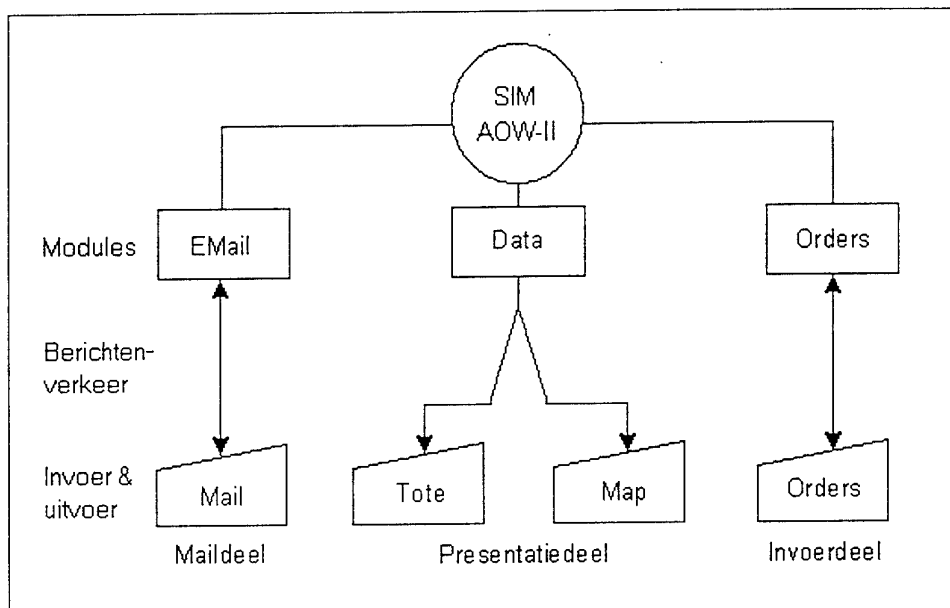 SIM
AOW-II
Modules
EMail
Data
Orders
Berichten-
verkeer
Invoer &
uitvoer
Mail
Tote
Map
Orders
Maildeel
Presentatiedeel
Invoerdeel